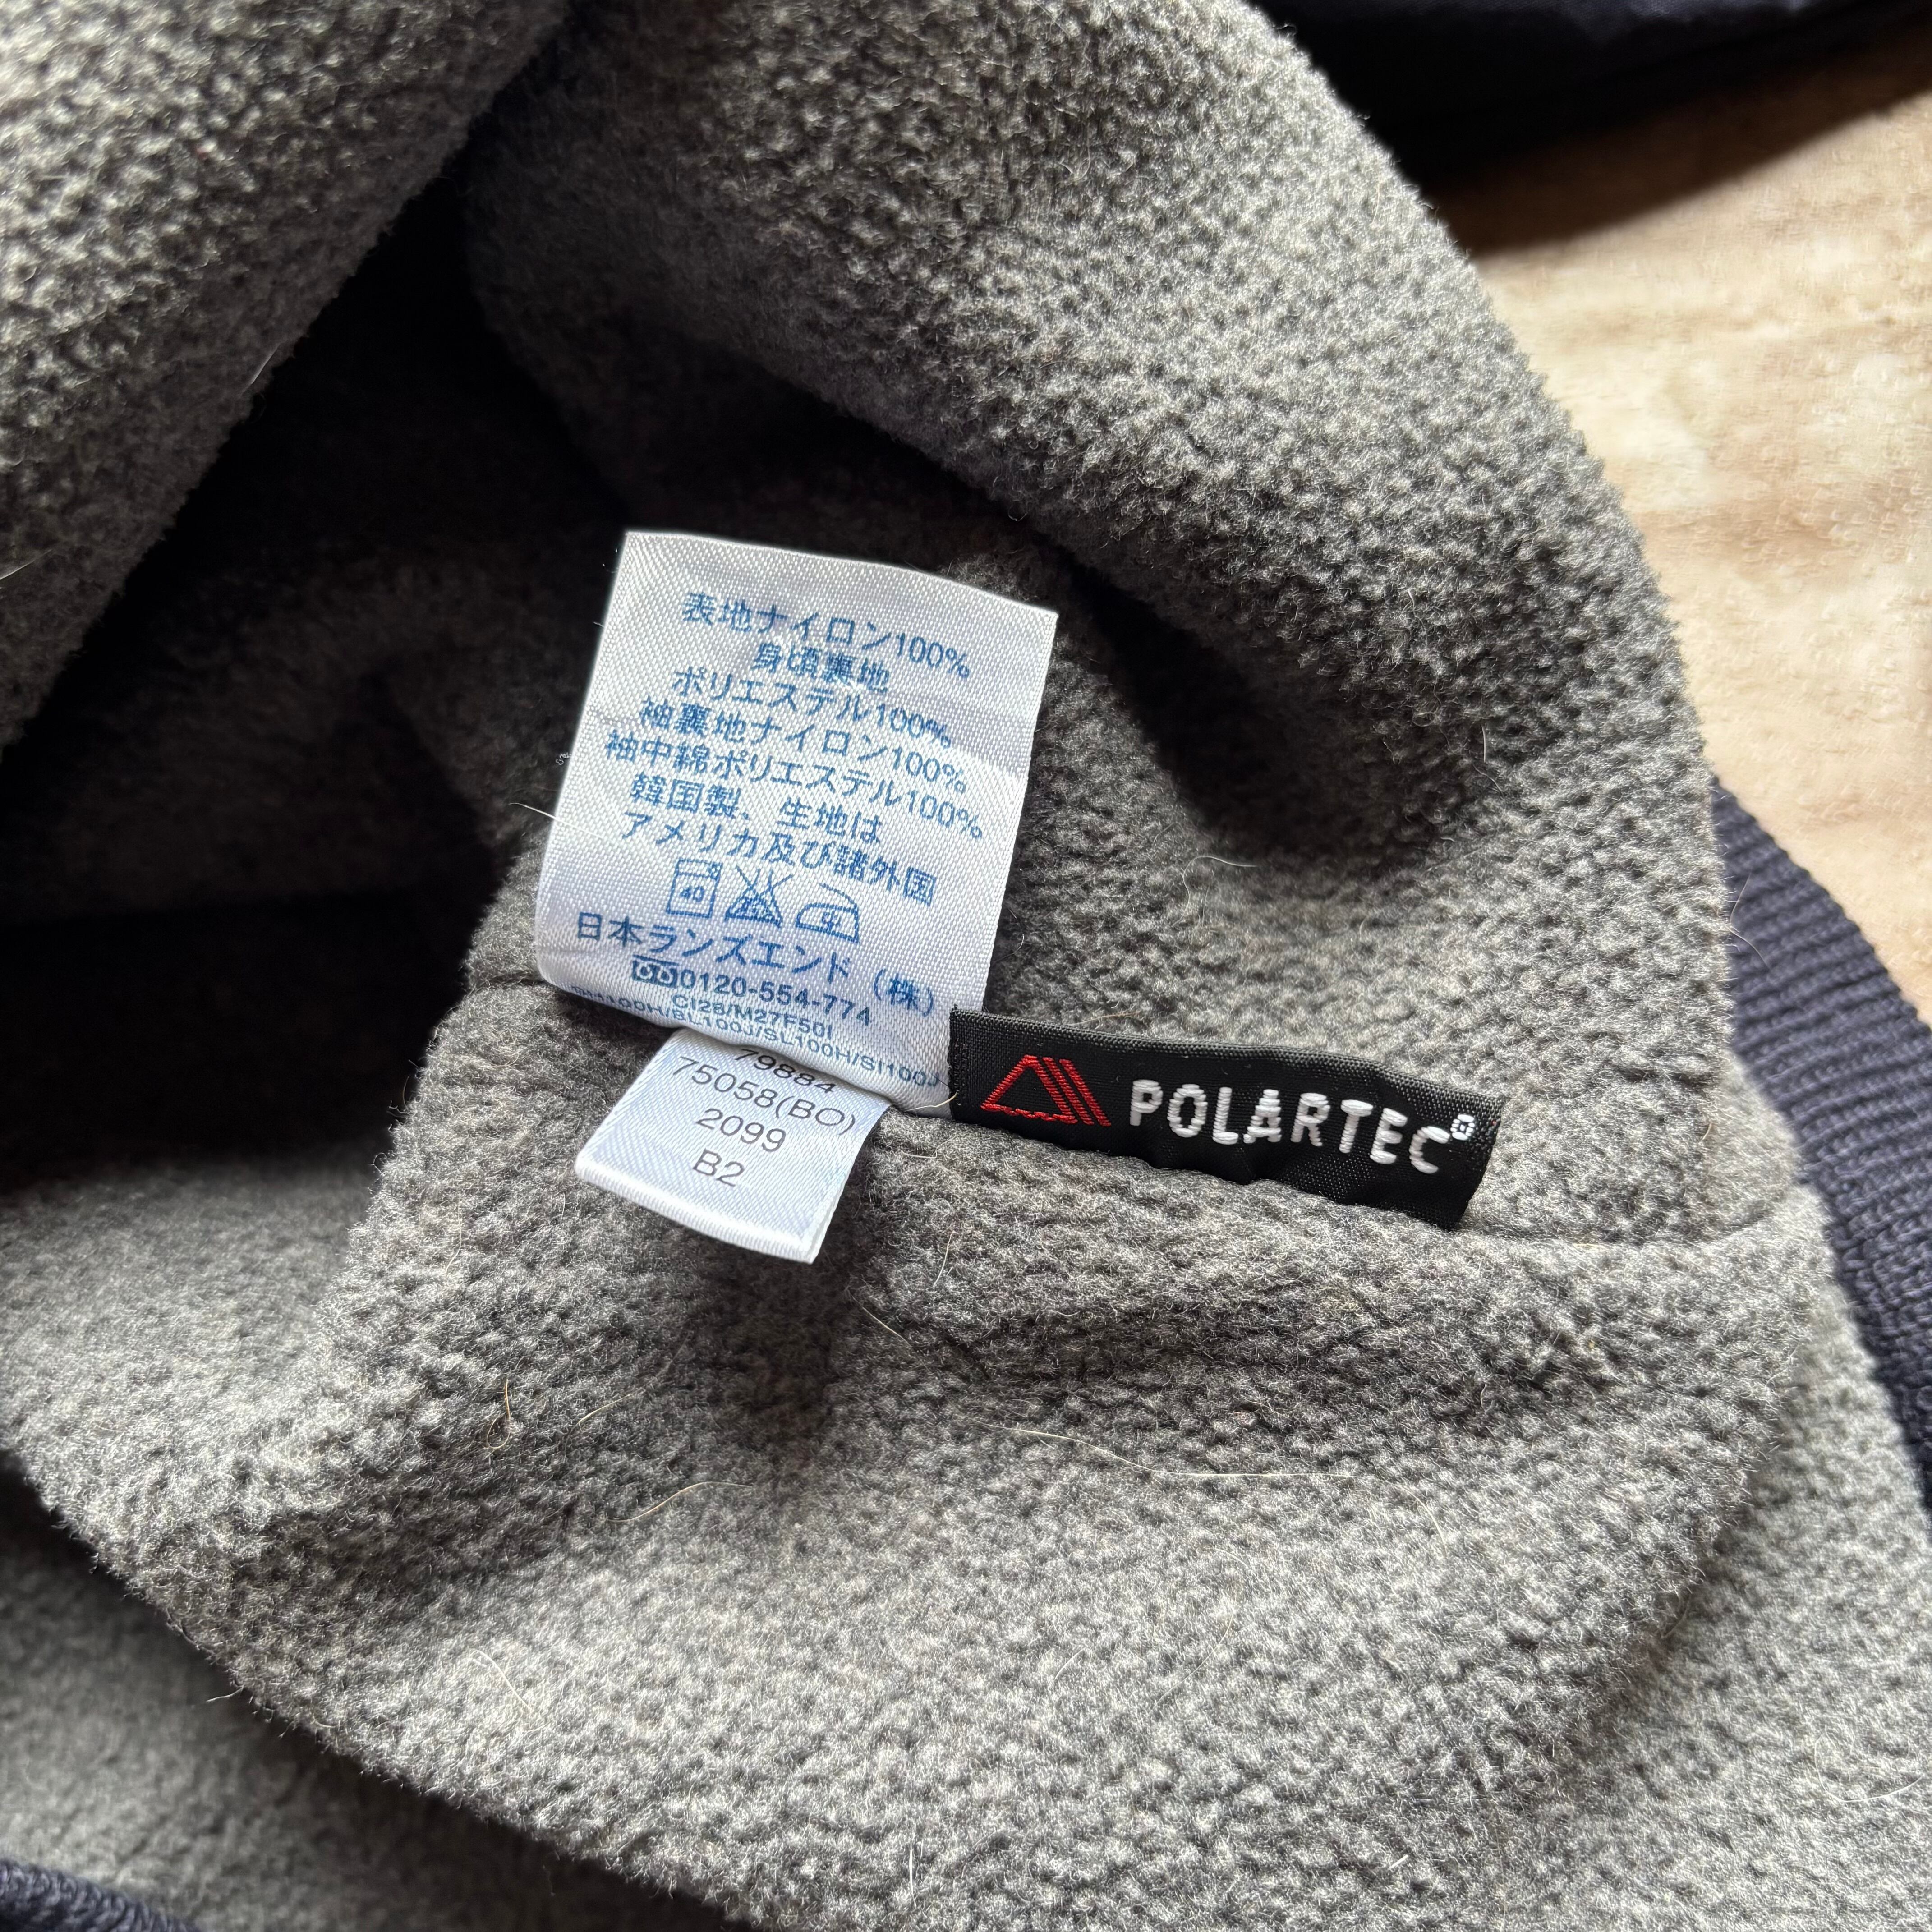 表地ナイロン100%
身頃裏地
ポリエステル100%
袖裏地ナイロン100%
袖中綿ポリエステル100%
韓国製、生地は
アメリカ及び諸外国
40
日本ランズエンド(株)
0120-554-774
CI28/M27F50I
/SL100H/SI100J
79884
75058(BO)
2099
B2
POLARTEC®